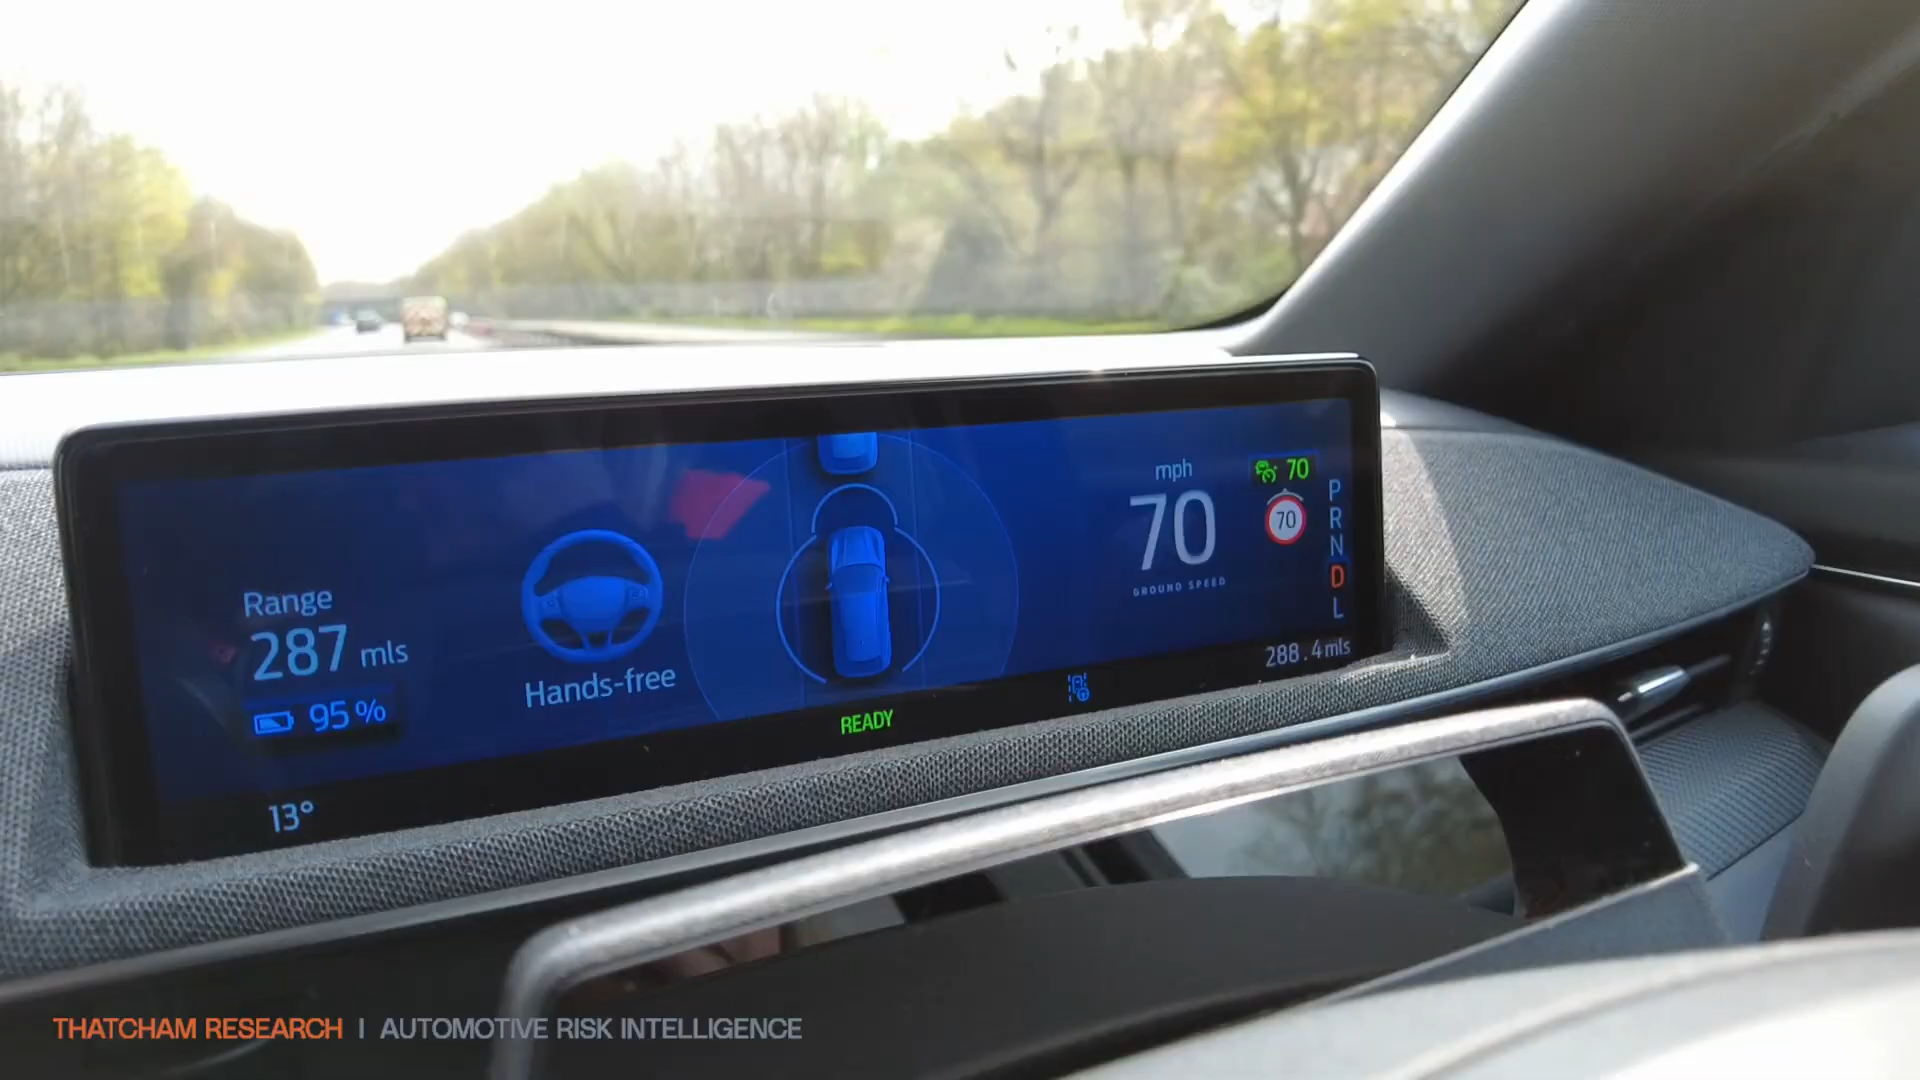 Range
287 mls
95%
13°
Hands-free
READY
mph
70
GROUND SPEED
70
70
P
R
N
D
L
288.4mls
THATCHAM RESEARCH | AUTOMOTIVE RISK INTELLIGENCE